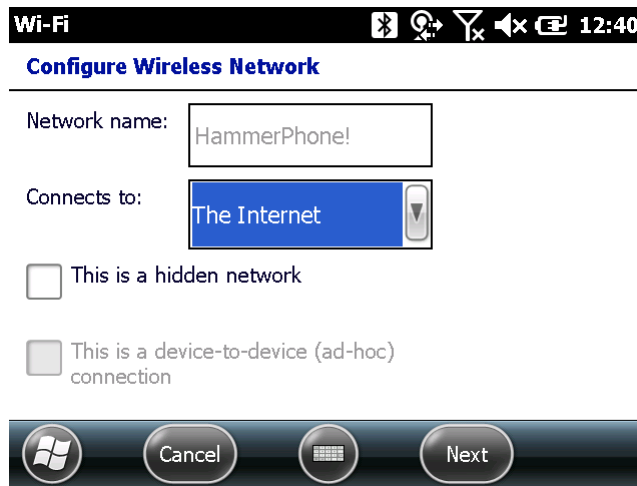 Wi-Fi 12:40
Configure Wireless Network
Network name:
HammerPhone!
Connects to:
The Internet
This is a hidden network
This is a device-to-device (ad-hoc)
connection
Cancel Next